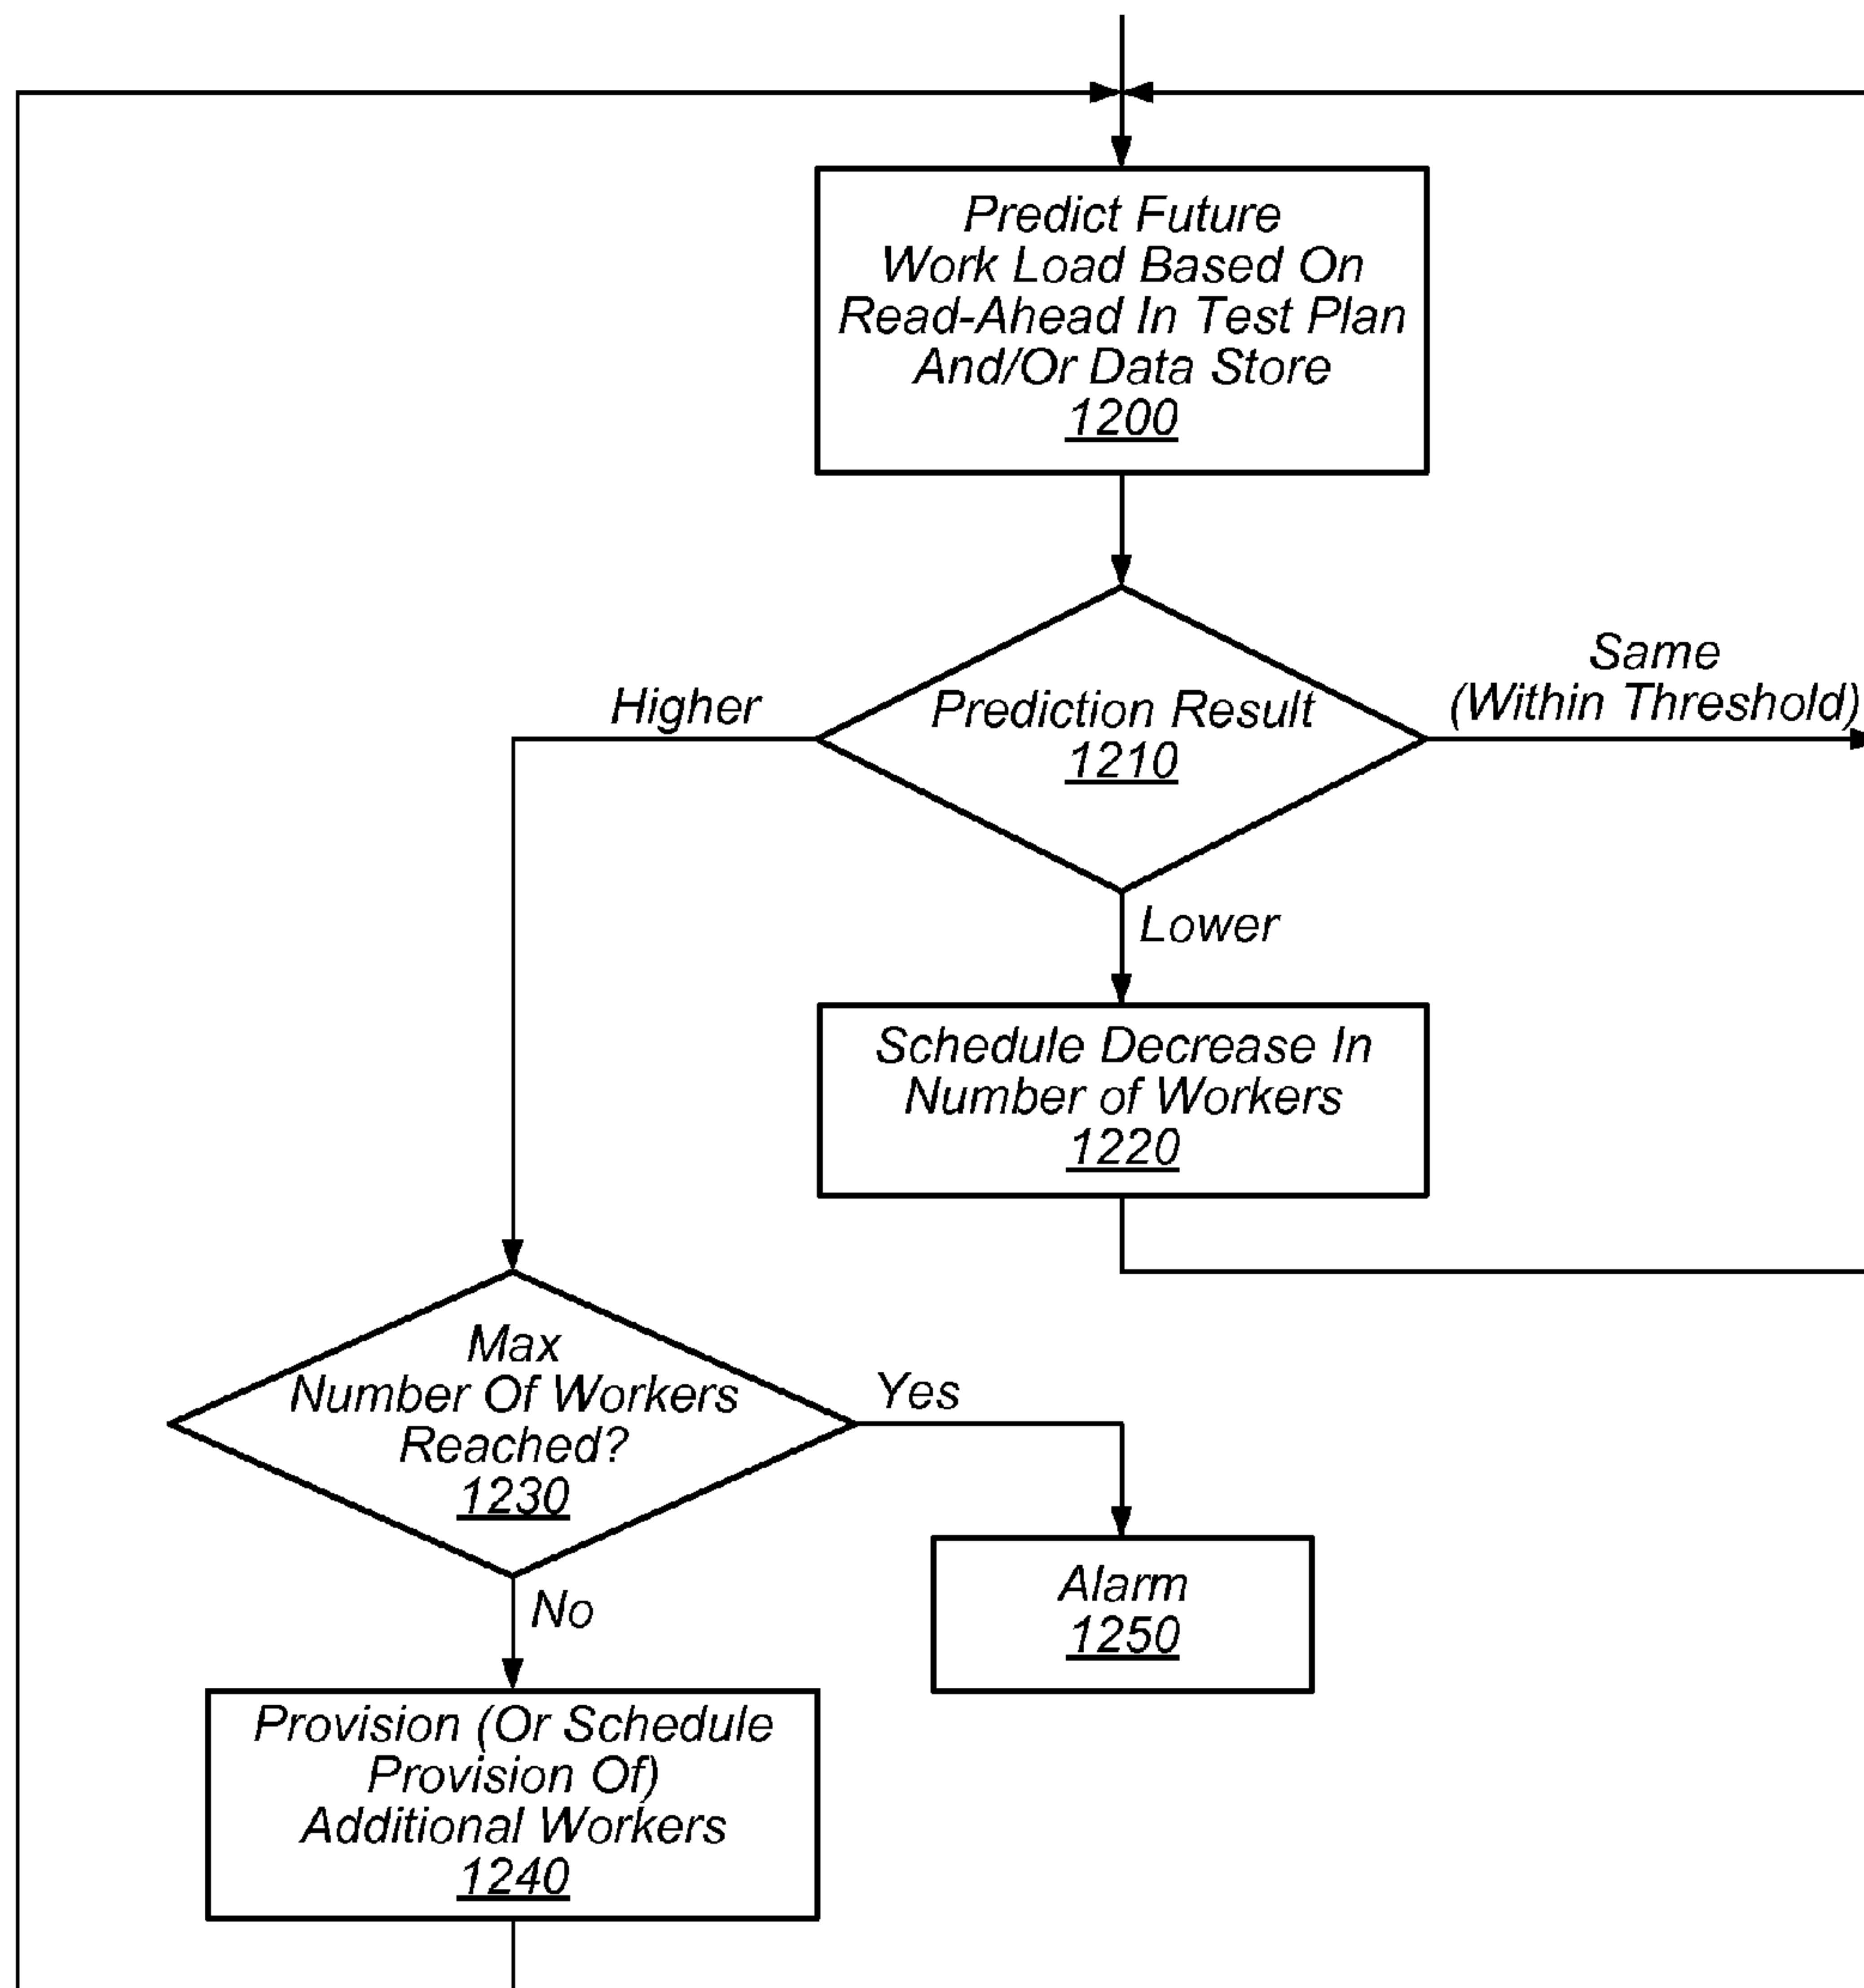 Predict Future
Work Load Based On
Read-Ahead In Test Plan
And/Or Data Store
1200
Higher
Prediction Result
1210
Same
(Within Threshold)
Lower
Schedule Decrease In
Number of Workers
1220
Max
Number Of Workers
Reached?
1230
Yes
No
Alarm
1250
Provision (Or Schedule
Provision Of)
Additional Workers
1240